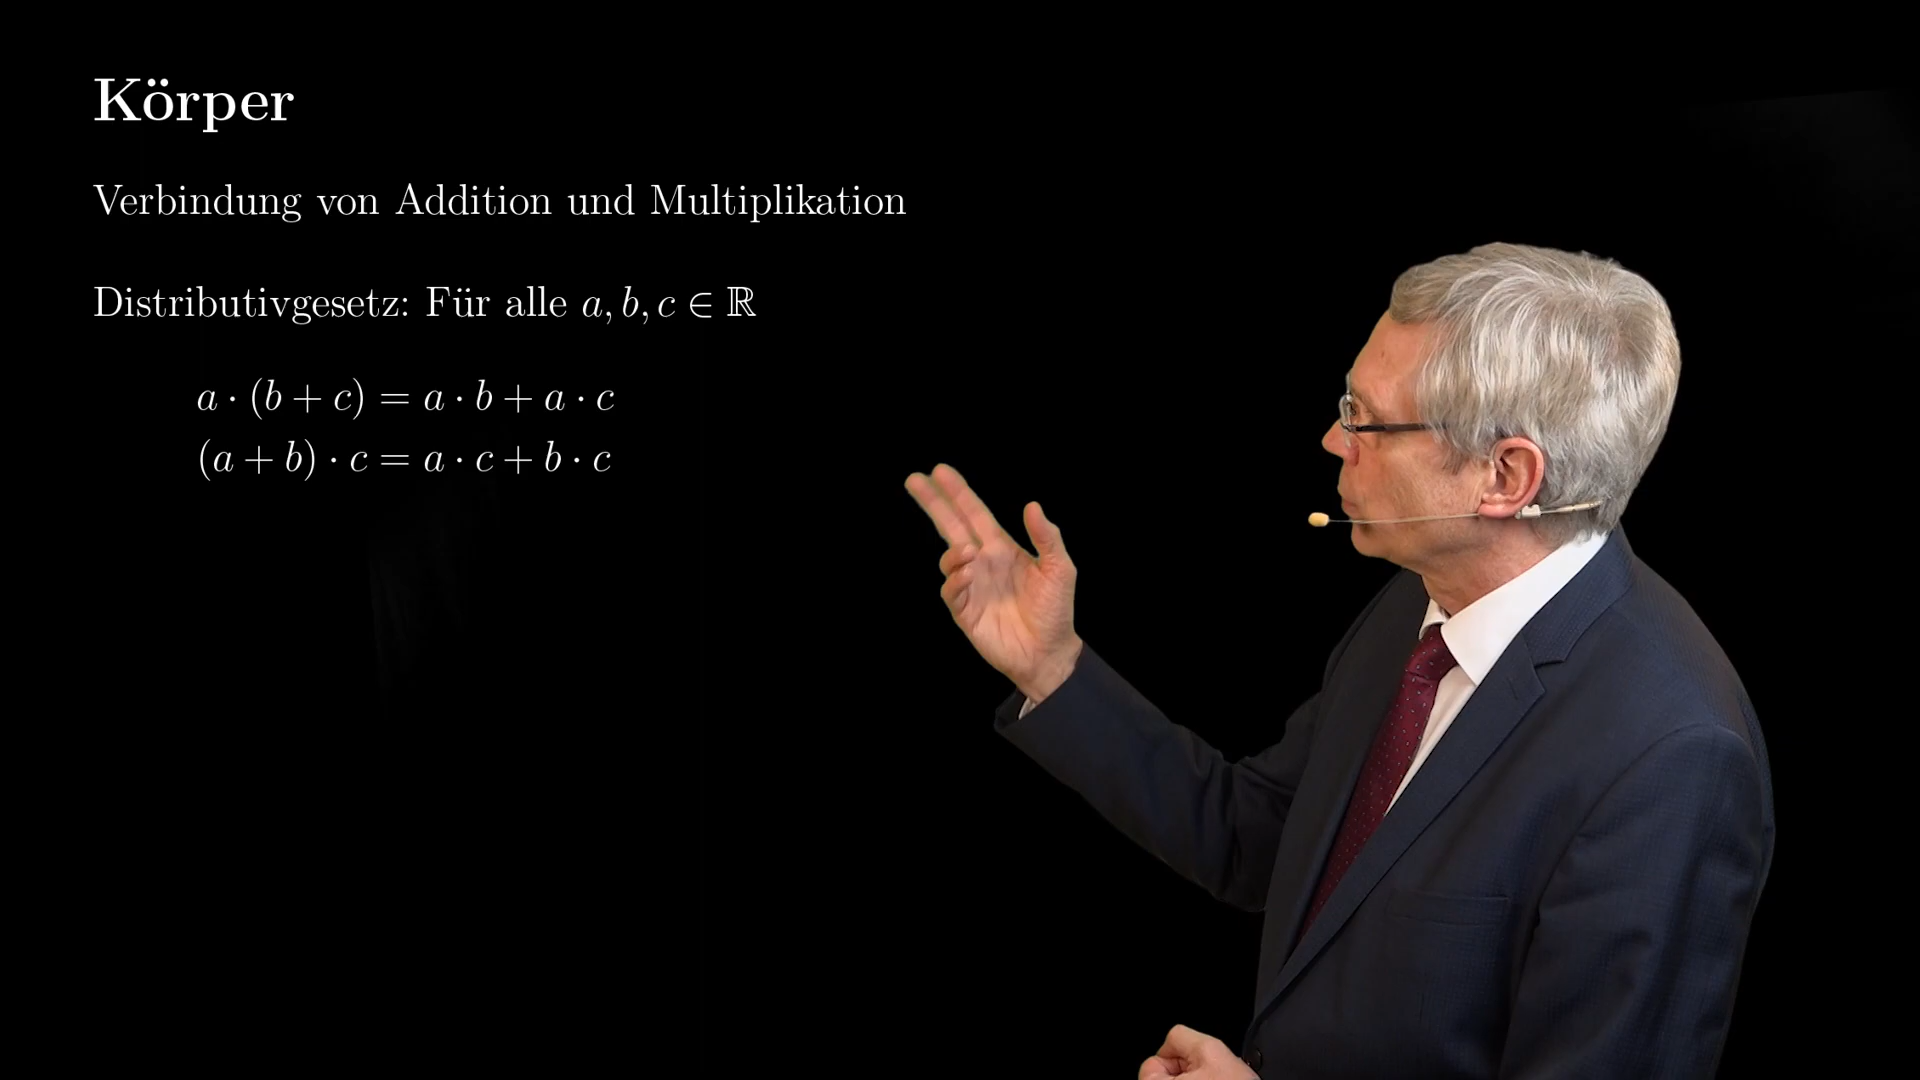 Körper
Verbindung von Addition und Multiplikation
Distributivgesetz: Für alle a, b, c ∈ ℝ
a · (b + c) = a · b + a · c
(a + b) · c = a · c + b · c